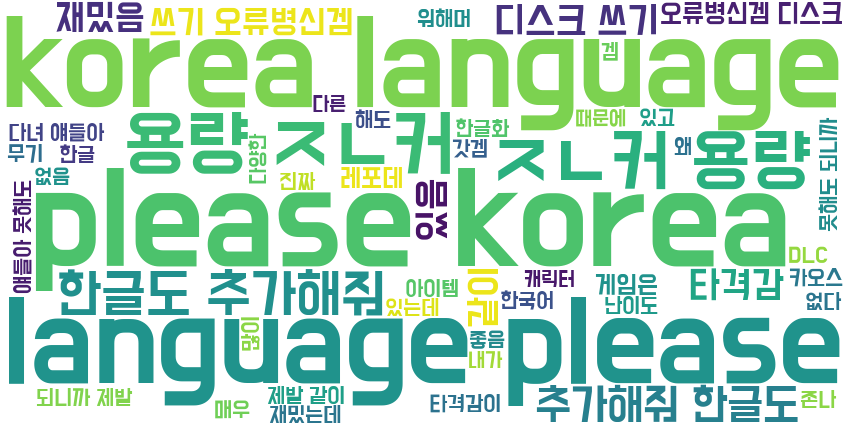 재밌음 쓰기 오류병신겜 워해머 디스크 쓰기 오류병신겜 디스크
korea language
겜
다른
다녀 얘들아 용량 ㅈㄴ커 해도 한글화 때문에 있고
무기 한글 다양한 갓겜 ㅈㄴ커 왜 용량
없음 진짜 레포데
please korea
얘들아 못해도
있음
못해도 되니까
DLC
한글도 추가해줘 아이템 같이 캐릭터 게임은 타격감 카오스
있는데 한국어 난이도 없다
language please
많이 좋음
내가
되니까 제발 제발 같이 타격감이 추가해줘 한글도 존나
매우 재밌는데